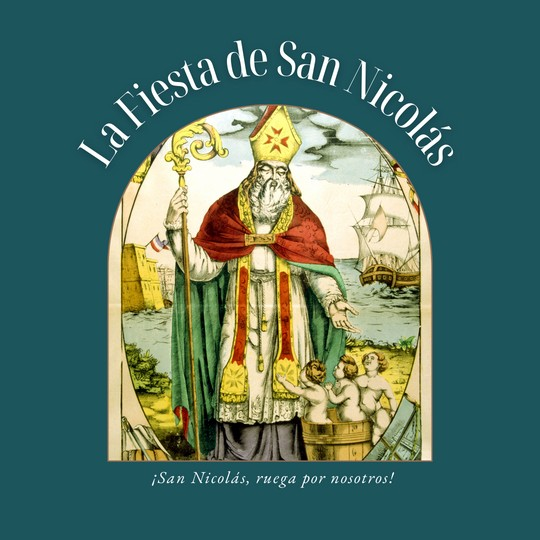 La Fiesta de San Nicolás
¡San Nicolás, ruega por nosotros!